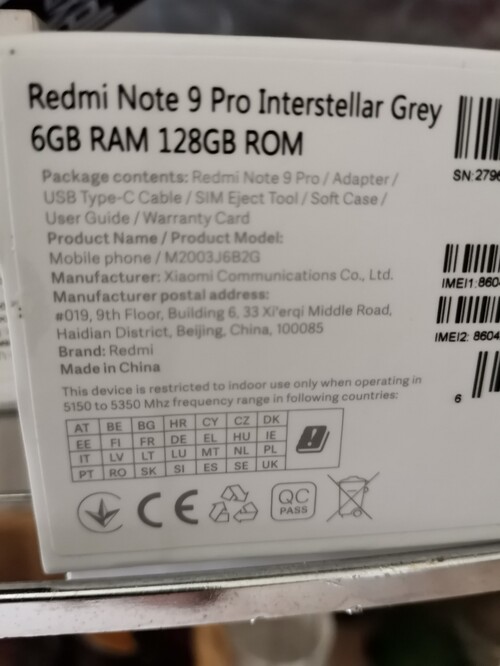 Redmi Note 9 Pro Interstellar Grey
6GB RAM 128GB ROM
Package contents: Redmi Note 9 Pro / Adapter /
USB Type-C Cable / SIM Eject Tool / Soft Case /
User Guide / Warranty Card
Product Name / Product Model:
Mobile phone / M2003J6B2G
Manufacturer: Xiaomi Communications Co., Ltd.
Manufacturer postal address:
#019, 9th Floor, Building 6, 33 Xi'erqi Middle Road,
Haidian District, Beijing, China, 100085
Brand: Redmi
Made in China
This device is restricted to indoor use only when operating in
5150 to 5350 Mhz frequency range in following countries:
AT BE BG HR CY CZ DK
EE FI FR DE EL HU IE
IT LV LT LU MT NL PL
PT RO SK SI ES SE UK
CE
QC
PASS
SN: 2796
IMEI1: 860
IMEI2: 8604
6